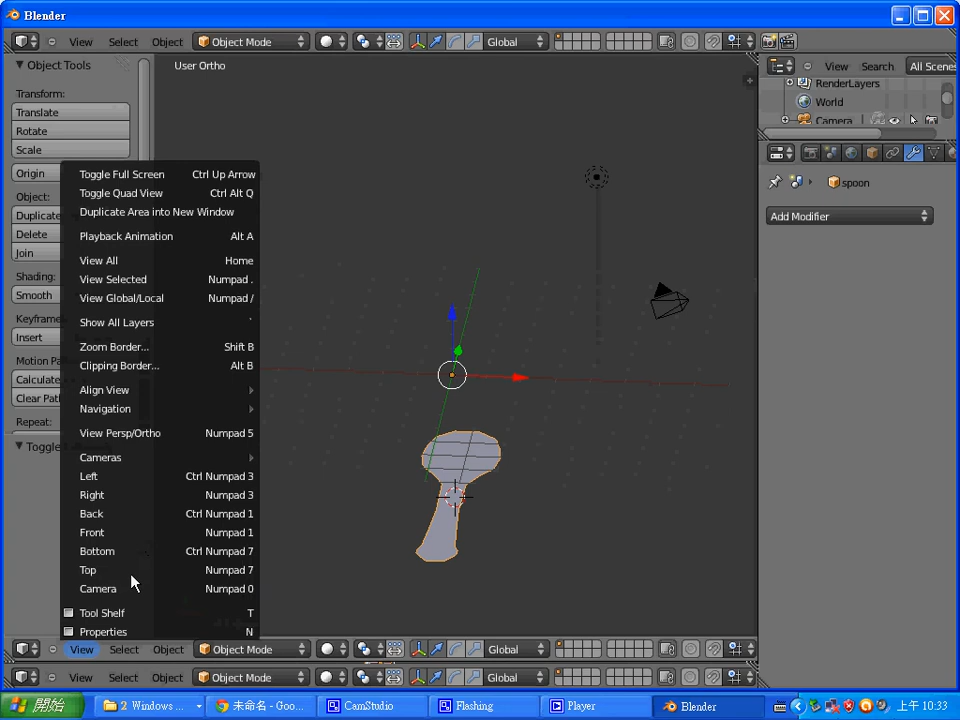 Blender
View Select Object Object Mode Global
View Search All Scenes
Object Tools
User Ortho
RenderLayers
World
Camera
Transform:
Translate
Rotate
Scale
Origin
spoon
Add Modifier
Object:
Duplicate
Delete
Join
Shading:
Smooth
Keyframe
Insert
Motion Pat
Calculate
Clear Pat
Repeat:
Toggle
Toggle Full Screen Ctrl Up Arrow
Toggle Quad View Ctrl Alt Q
Duplicate Area into New Window
Playback Animation Alt A
View All Home
View Selected Numpad .
View Global/Local Numpad /
Show All Layers `
Zoom Border... Shift B
Clipping Border... Alt B
Align View
Navigation
View Persp/Ortho Numpad 5
Cameras
Left Ctrl Numpad 3
Right Numpad 3
Back Ctrl Numpad 1
Front Numpad 1
Bottom Ctrl Numpad 7
Top Numpad 7
Camera Numpad 0
Tool Shelf T
Properties N
View Select Object Object Mode Global
View Select Object Object Mode Global
開始 2 Windows ... 未命名 - Goo... CamStudio Flashing Player Blender 上午 10:33